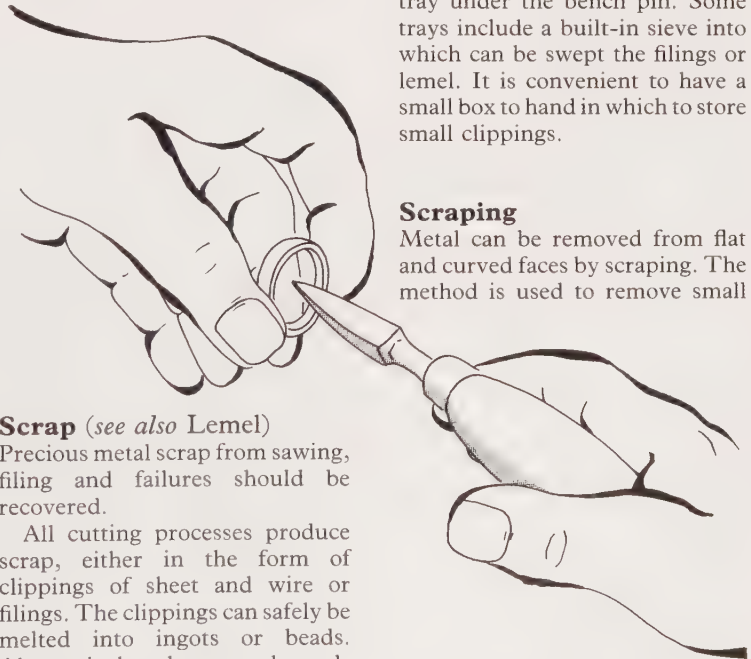 Scrap (see also Lemel)
Precious metal scrap from sawing,
filing and failures should be
recovered.
All cutting processes produce
scrap, either in the form of
clippings of sheet and wire or
filings. The clippings can safely be
melted into ingots or beads.
tray under the bench pin. Some
trays include a built-in sieve into
which can be swept the filings or
lemel. It is convenient to have a
small box to hand in which to store
small clippings.
Scraping
Metal can be removed from flat
and curved faces by scraping. The
method is used to remove small